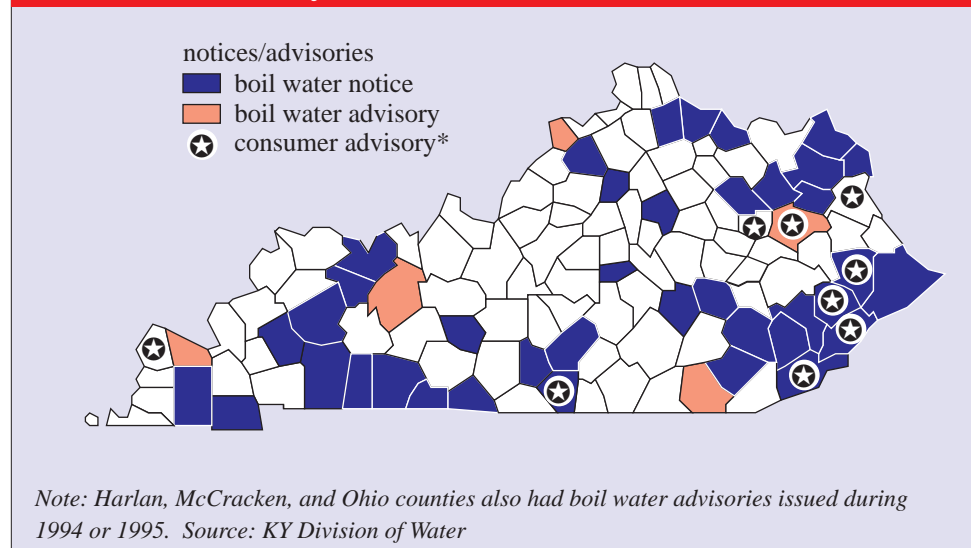 notices/advisories
boil water notice
boil water advisory
consumer advisory*
Note: Harlan, McCracken, and Ohio counties also had boil water advisories issued during
1994 or 1995.  Source: KY Division of Water